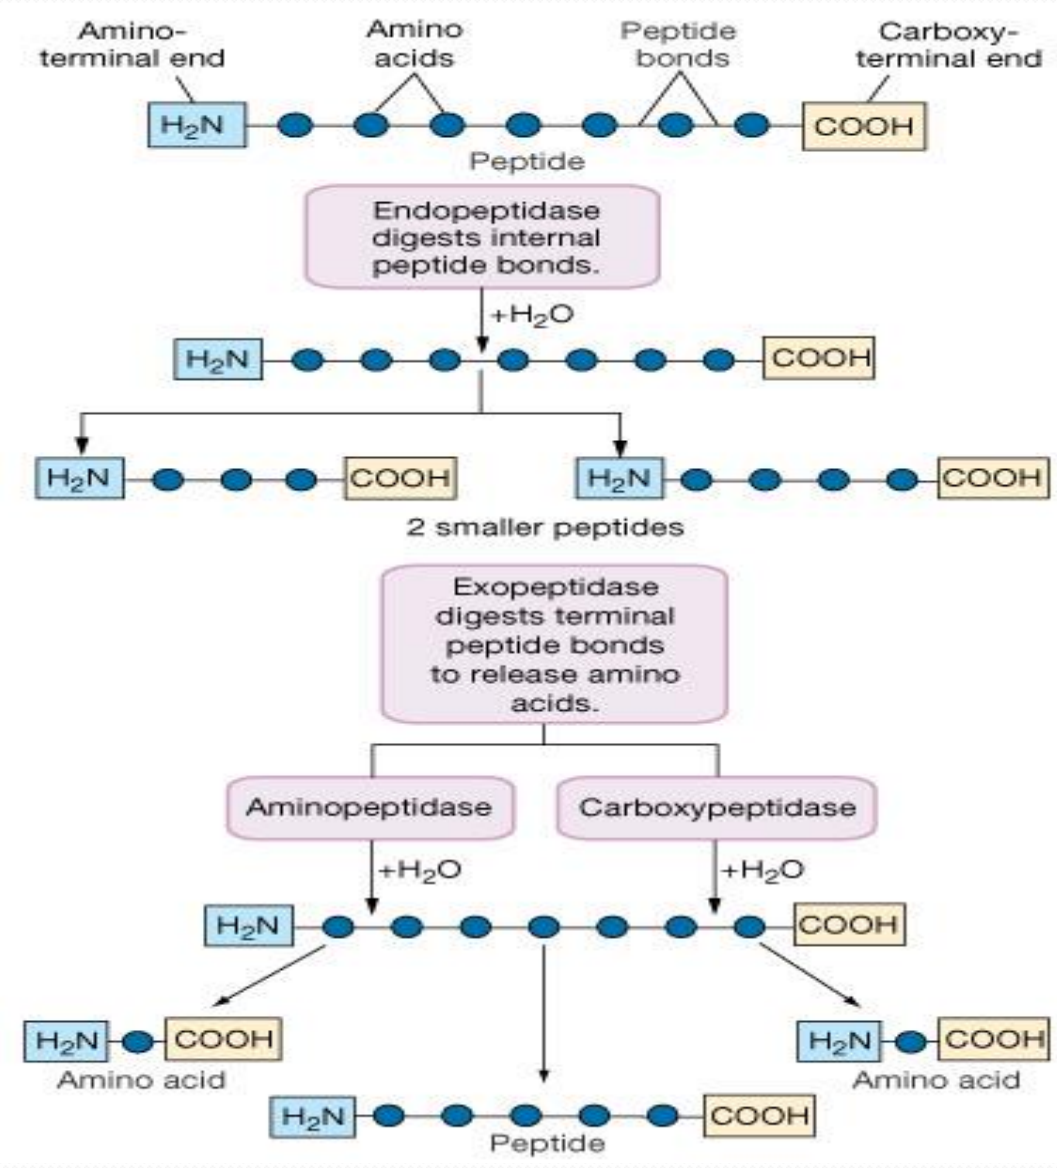 Amino-
terminal end
Amino
acids
Peptide
bonds
Carboxy-
terminal end
H₂N
COOH
Peptide
Endopeptidase
digests internal
peptide bonds.
+H₂O
H₂N
COOH
H₂N
COOH
H₂N
COOH
2 smaller peptides
Exopeptidase
digests terminal
peptide bonds
to release amino
acids.
Aminopeptidase
Carboxypeptidase
+H₂O
+H₂O
H₂N
COOH
H₂N
COOH
Amino acid
H₂N
COOH
Amino acid
H₂N
COOH
Peptide